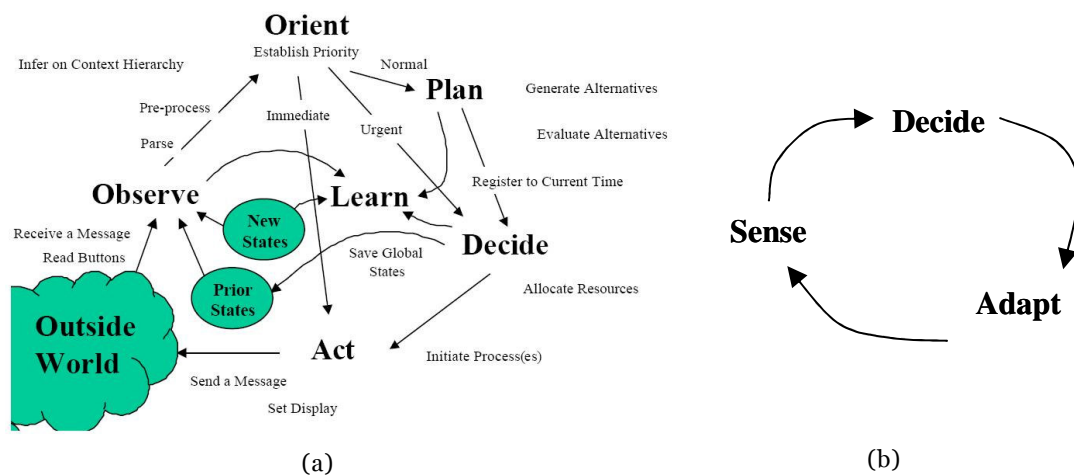 Orient
Establish Priority
Infer on Context Hierarchy
Normal
Plan
Generate Alternatives
Pre-process
Immediate
Urgent
Evaluate Alternatives
Parse
Observe
Learn
Register to Current Time
New
States
Receive a Message
Read Buttons
Decide
Save Global
States
Prior
States
Allocate Resources
Outside
World
Act
Initiate Process(es)
Send a Message
Set Display
(a)
Decide
Sense
Adapt
(b)